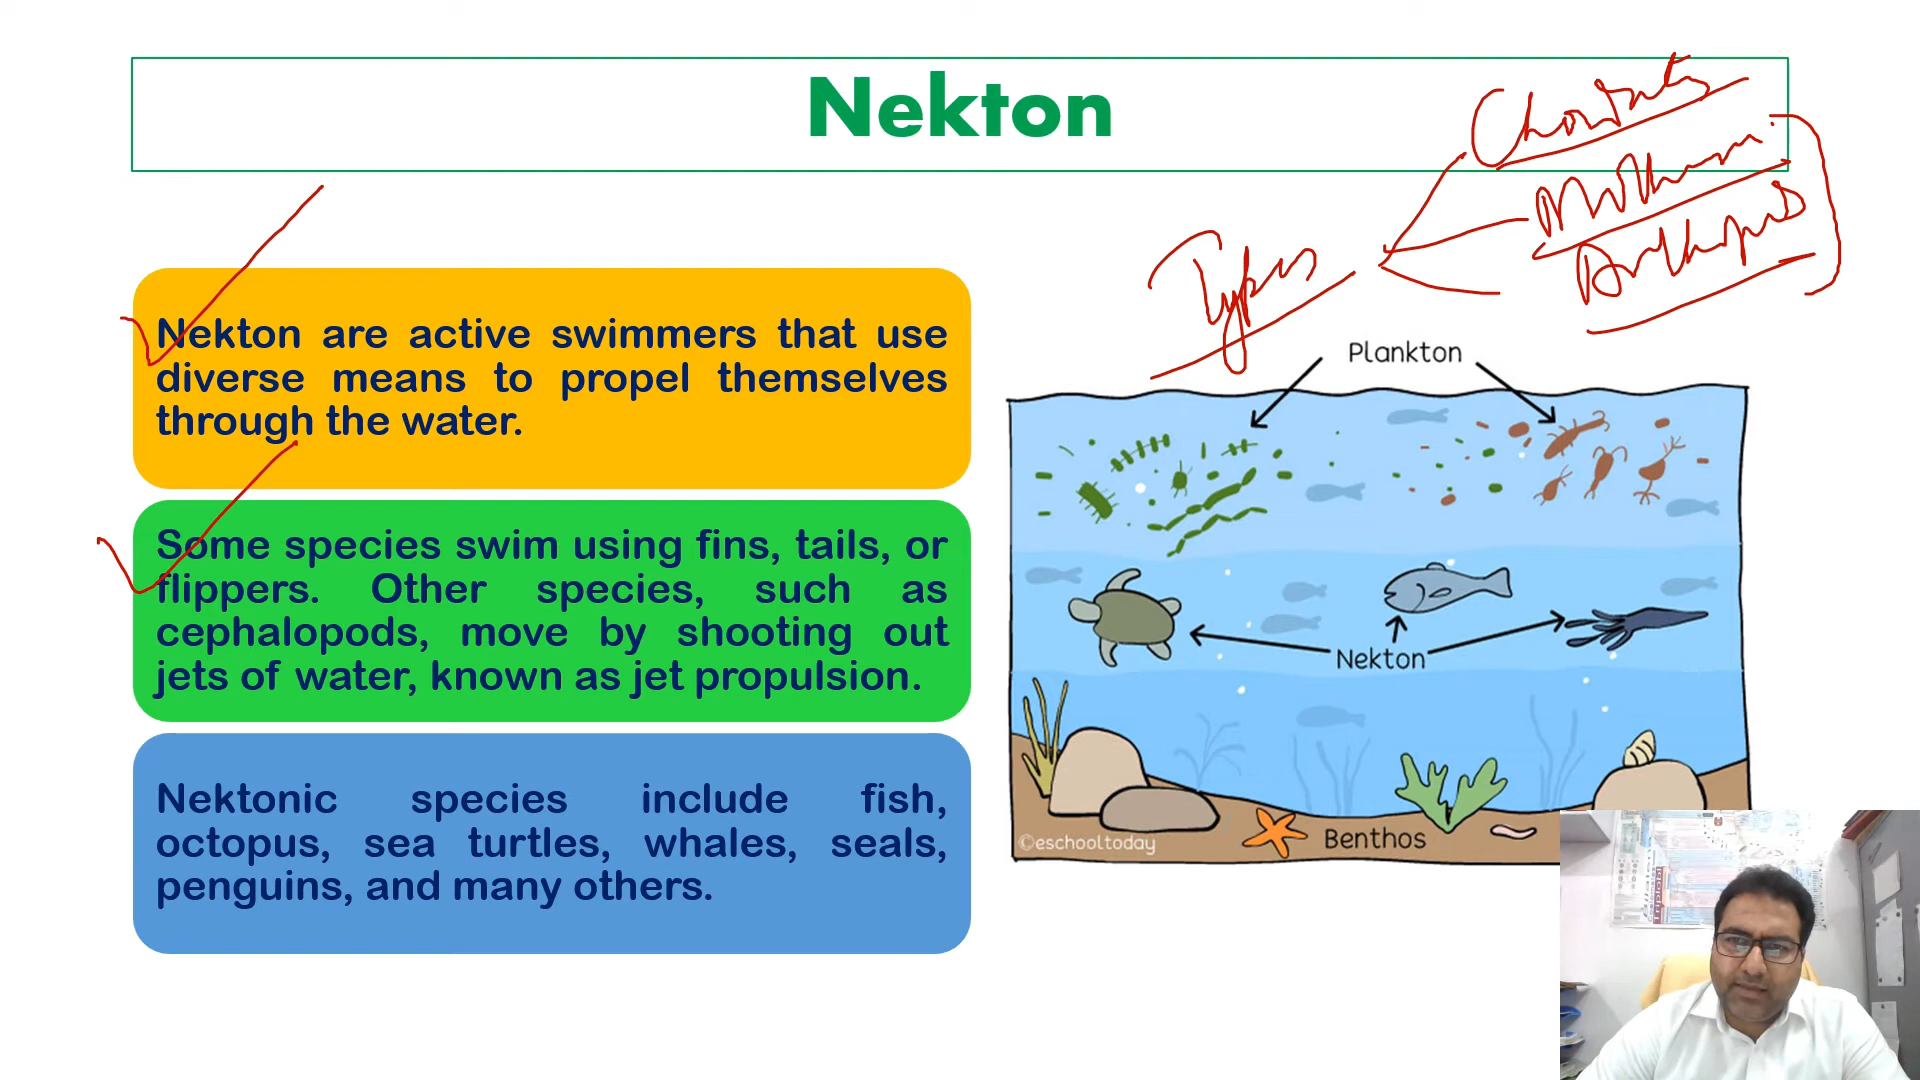 Nekton
Types
Chordates
Arthopods
Nekton are active swimmers that use
diverse means to propel themselves
through the water.
Some species swim using fins, tails, or
flippers. Other species, such as
cephalopods, move by shooting out
jets of water, known as jet propulsion.
Nektonic species include fish,
octopus, sea turtles, whales, seals,
penguins, and many others.
Plankton
Nekton
Benthos
©eschooltoday